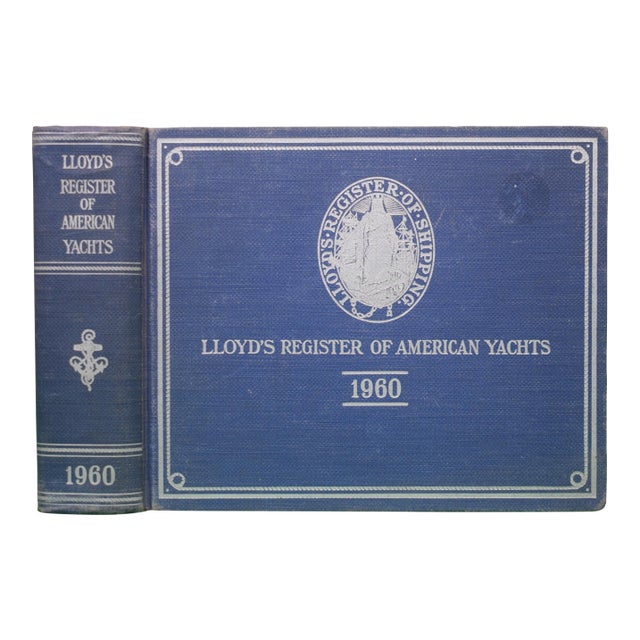 LLOYD'S
REGISTER
OF
AMERICAN
YACHTS
1960
LLOYD'S·REGISTER·OF·SHIPPING·
LLOYD'S REGISTER OF AMERICAN YACHTS
1960